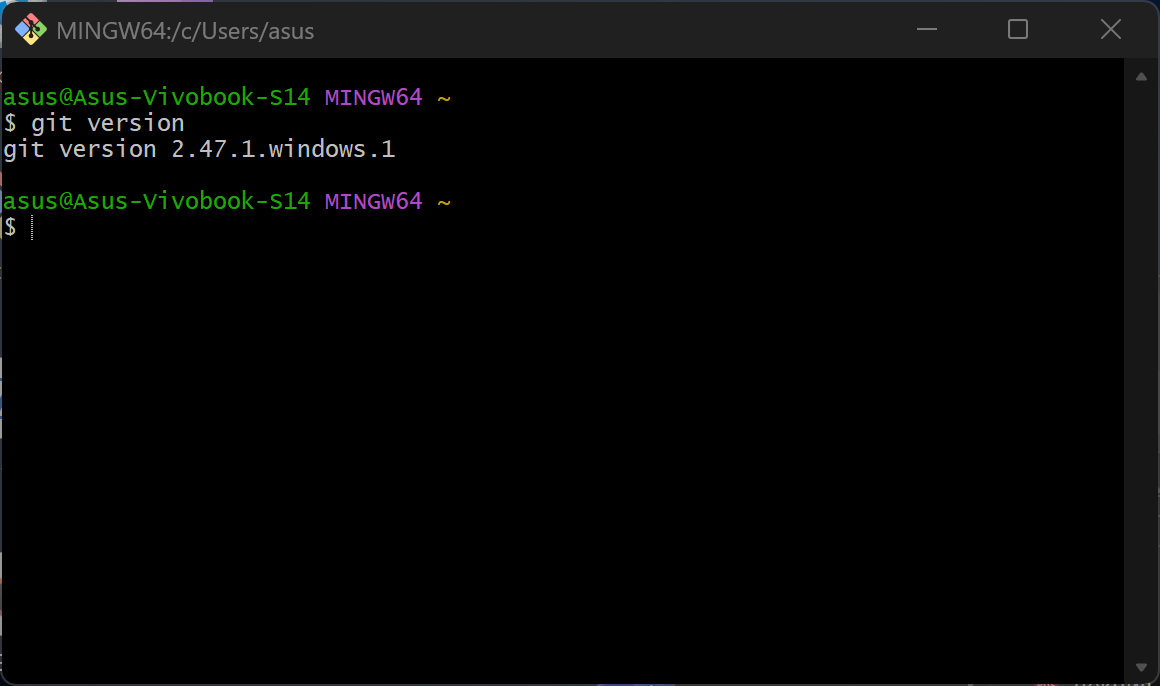 MINGW64:/c/Users/asus
asus@Asus-Vivobook-S14 MINGW64 ~
$ git version
git version 2.47.1.windows.1
asus@Asus-Vivobook-S14 MINGW64 ~
$